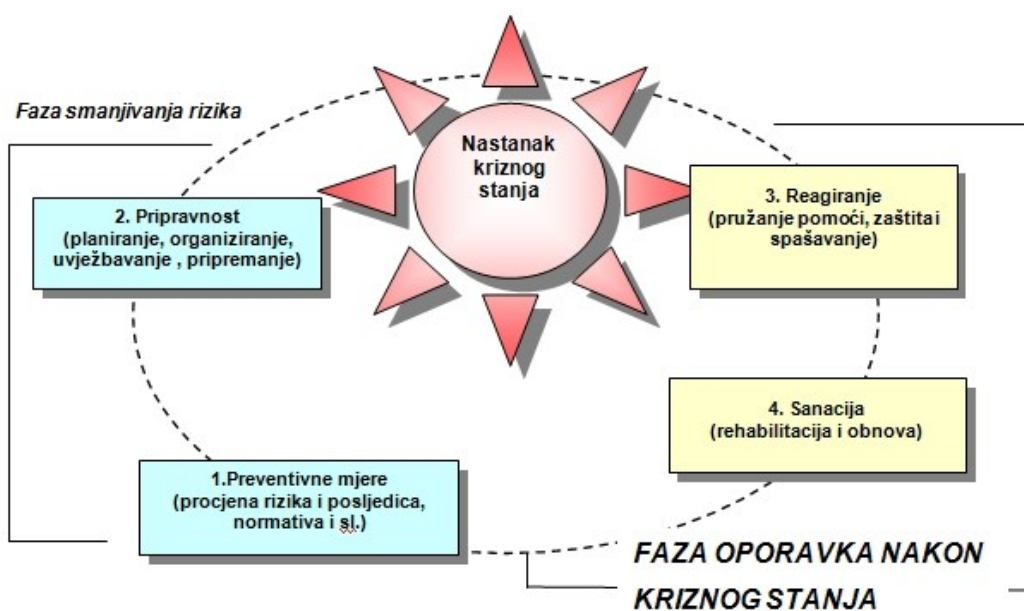 Faza smanjivanja rizika
Nastanak
kriznog
stanja
2. Pripravnost
(planiranje, organiziranje,
uvježbavanje , pripremanje)
3. Reagiranje
(pružanje pomoći, zaštita i
spašavanje)
4. Sanacija
(rehabilitacija i obnova)
1.Preventivne mjere
(procjena rizika i posljedica,
normativa i sl.)
FAZA OPORAVKA NAKON
KRIZNOG STANJA